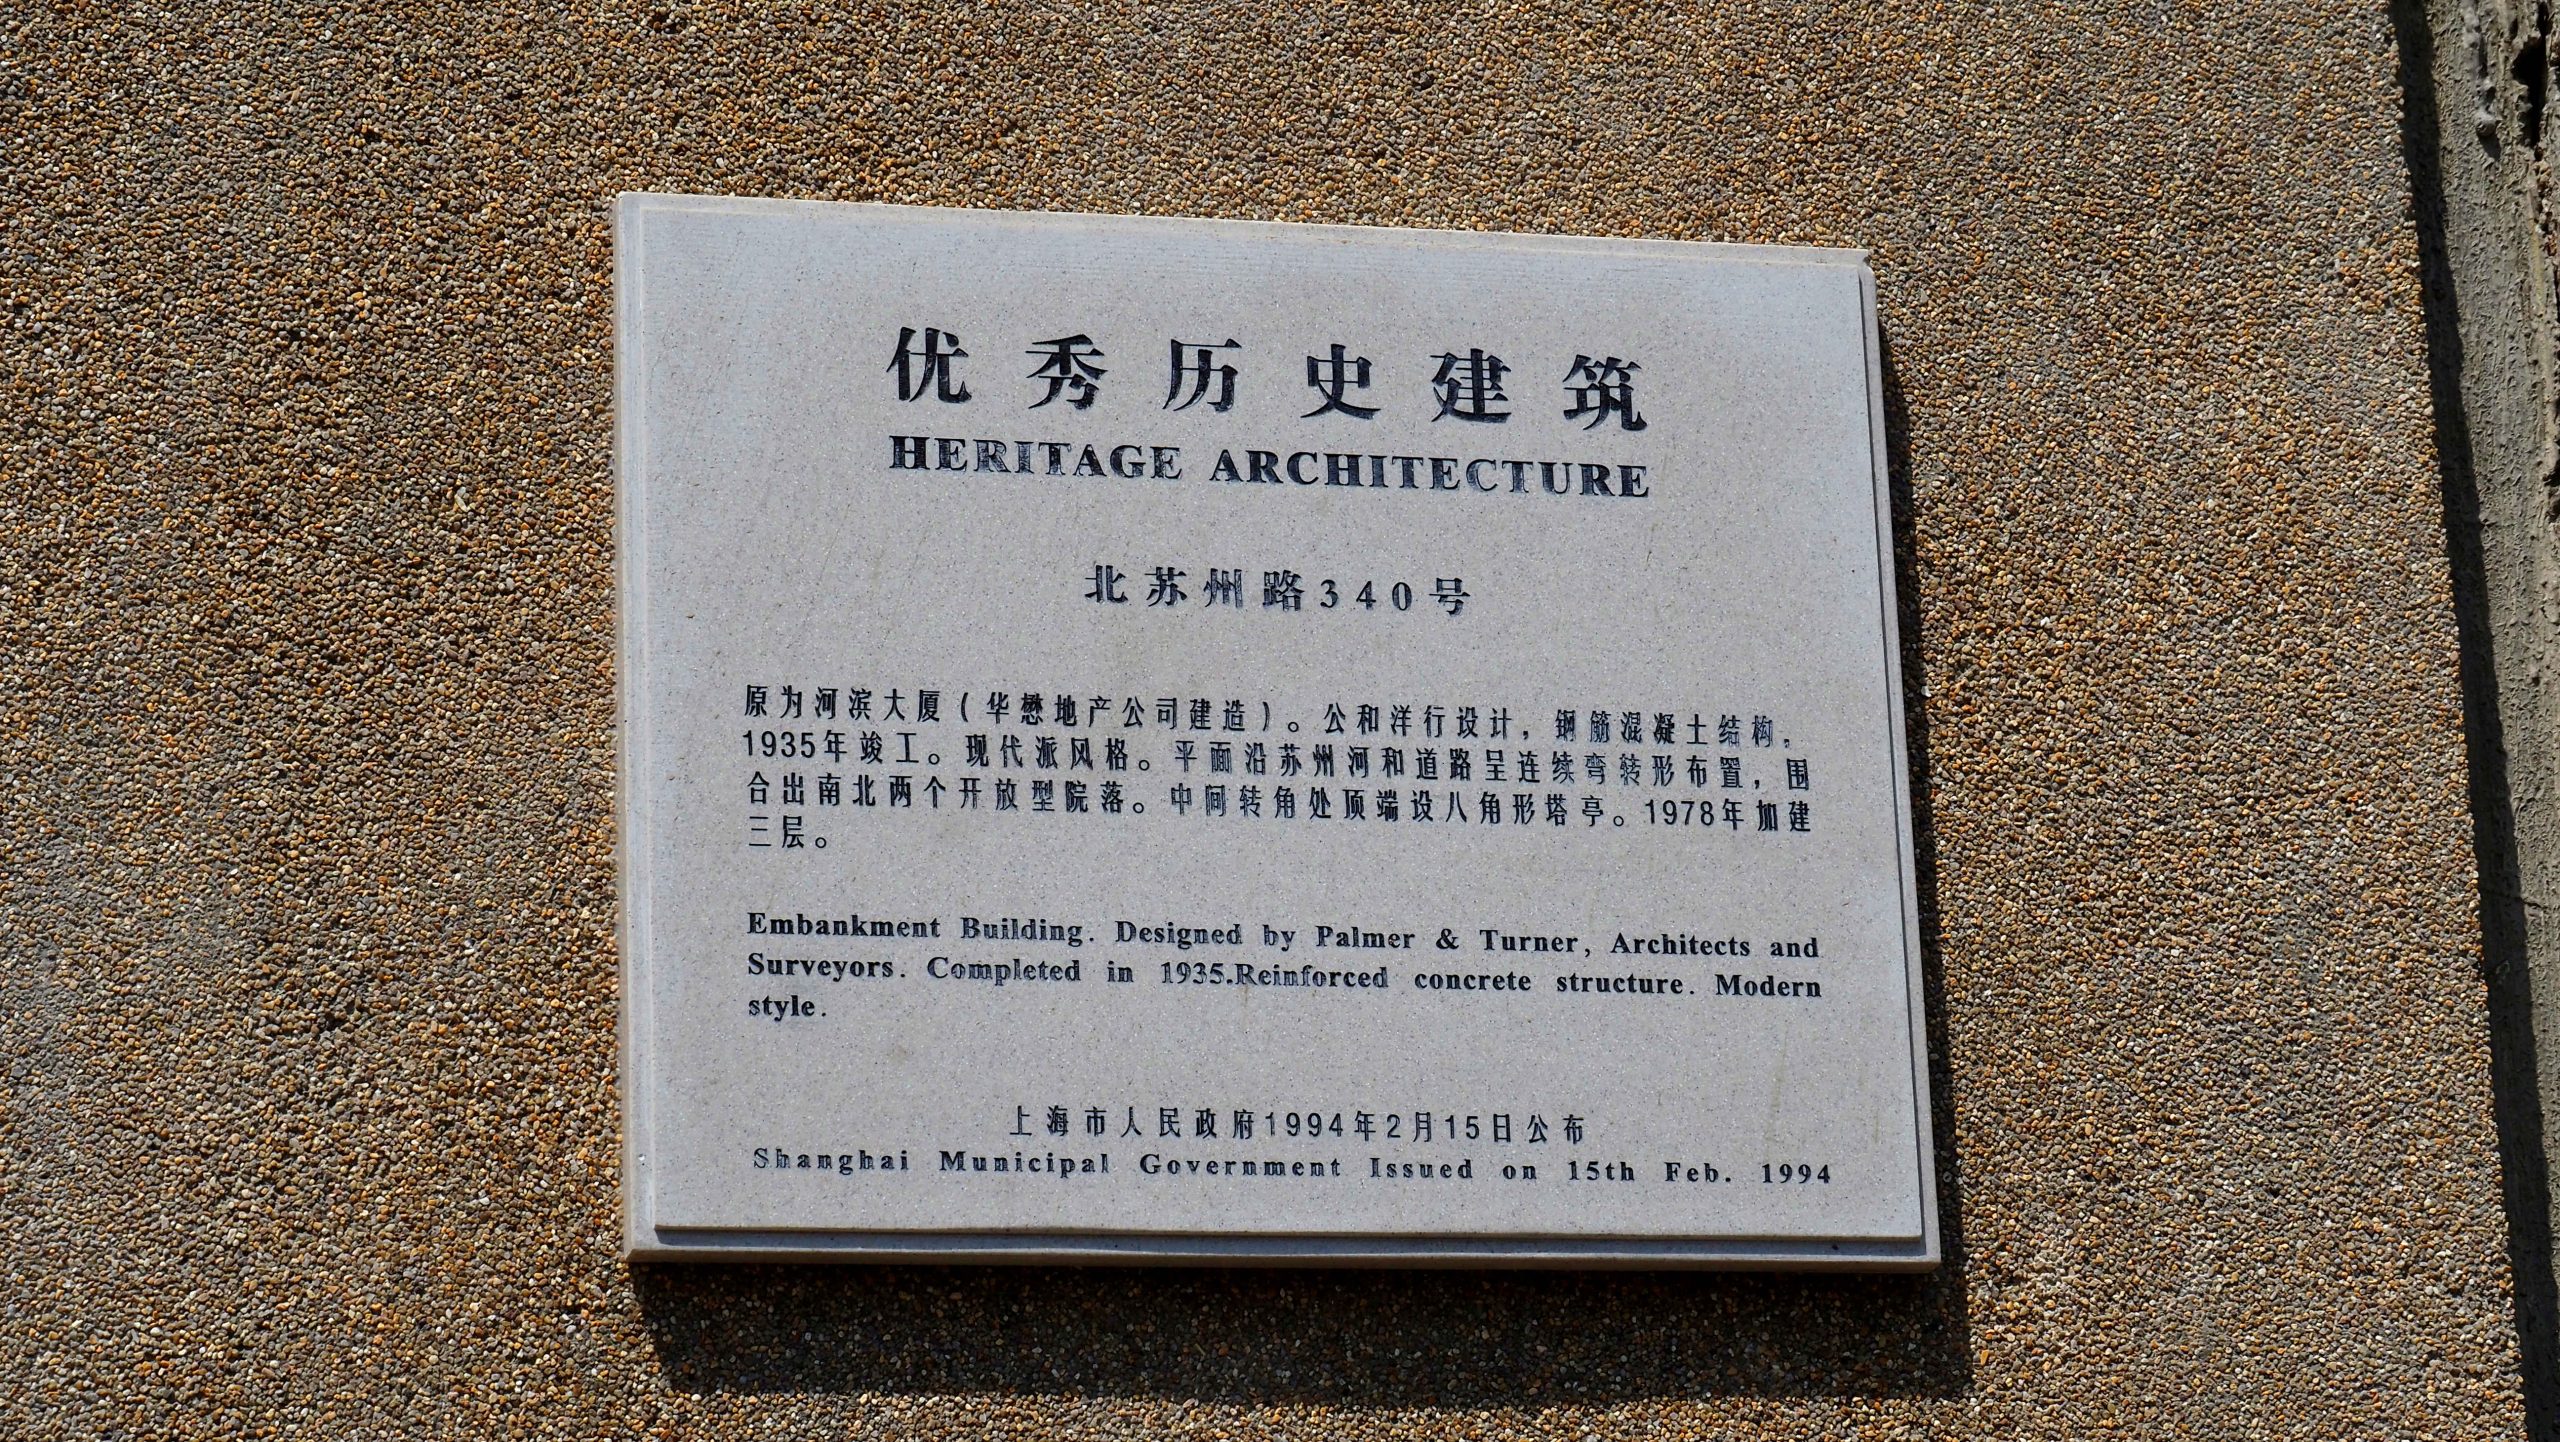 优秀历史建筑
HERITAGE ARCHITECTURE
北苏州路340号
原为河滨大厦（华懋地产公司建造）。公和洋行设计，钢筋混凝土结构，
1935年竣工。现代派风格。平面沿苏州河和道路呈连续弯转形布置，围
合出南北两个开放型院落。中间转角处顶端设八角形塔亭。1978年加建
三层。
Embankment Building. Designed by Palmer & Turner, Architects and
Surveyors. Completed in 1935.Reinforced concrete structure. Modern
style.
上海市人民政府1994年2月15日公布
Shanghai Municipal Government Issued on 15th Feb. 1994